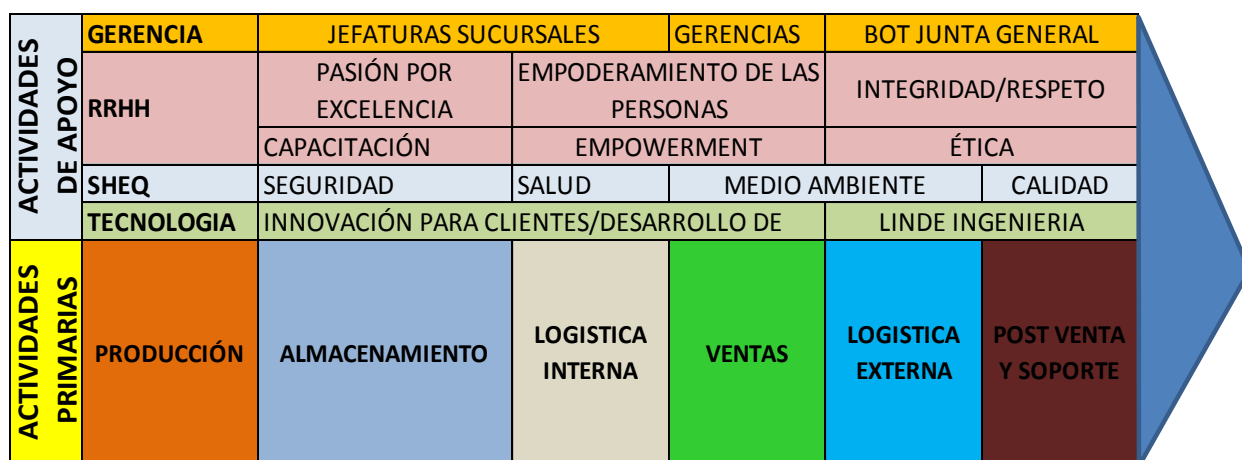 ACTIVIDADES
DE APOYO
GERENCIA
JEFATURAS SUCURSALES
GERENCIAS
BOT JUNTA GENERAL
RRHH
PASIÓN POR
EXCELENCIA
EMPODERAMIENTO DE LAS
PERSONAS
INTEGRIDAD/RESPETO
CAPACITACIÓN
EMPOWERMENT
ÉTICA
SHEQ
SEGURIDAD
SALUD
MEDIO AMBIENTE
CALIDAD
TECNOLOGIA
INNOVACIÓN PARA CLIENTES/DESARROLLO DE
LINDE INGENIERIA
ACTIVIDADES
PRIMARIAS
PRODUCCIÓN
ALMACENAMIENTO
LOGISTICA
INTERNA
VENTAS
LOGISTICA
EXTERNA
POST VENTA
Y SOPORTE